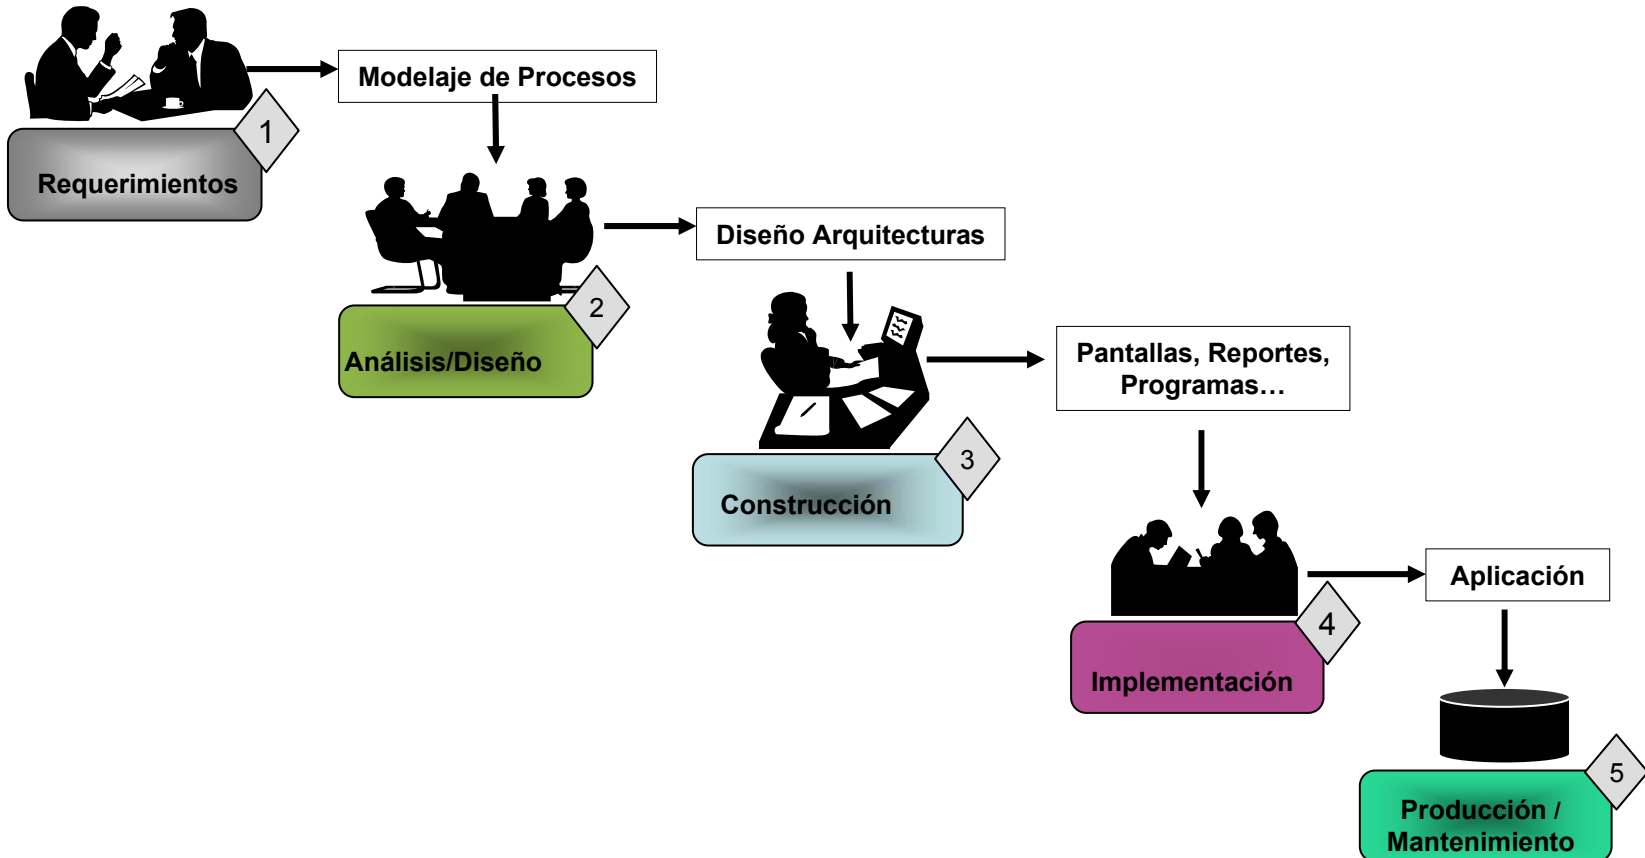 Modelaje de Procesos
1
Requerimientos
Diseño Arquitecturas
2
Análisis/Diseño
Pantallas, Reportes,
Programas…
3
Construcción
Aplicación
4
Implementación
5
Producción /
Mantenimiento